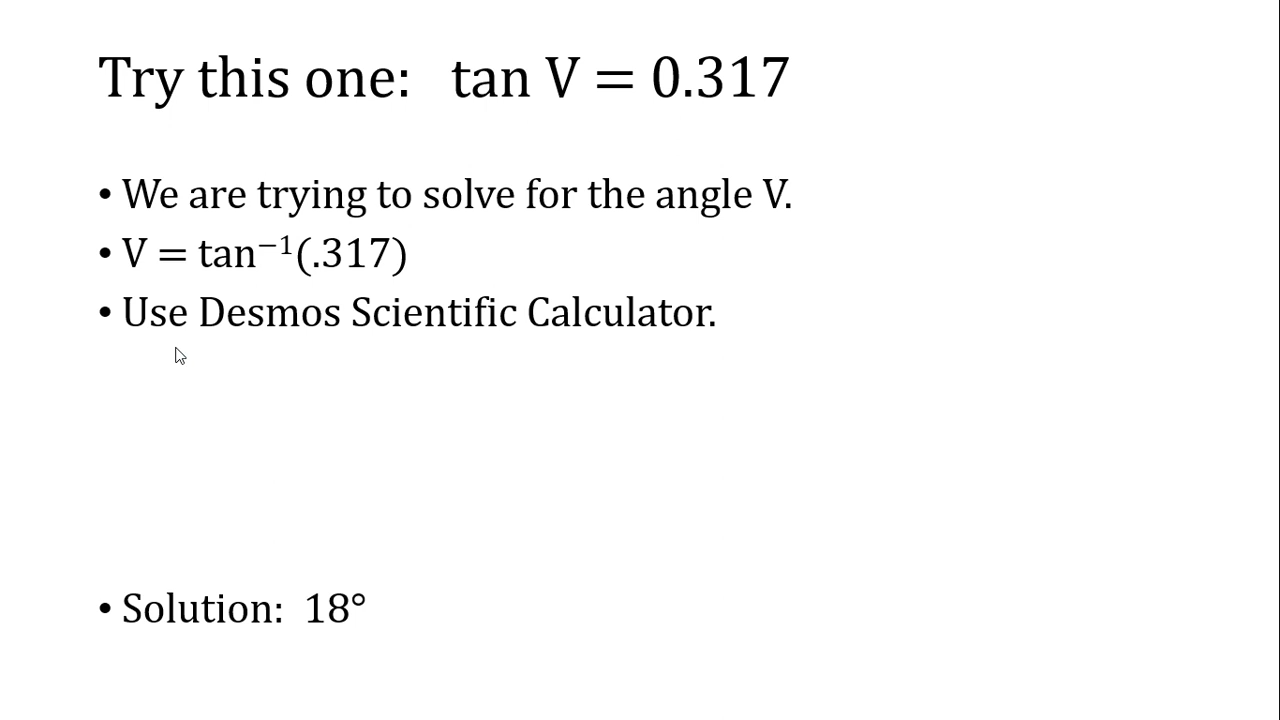 Try this one: tan V = 0.317
• We are trying to solve for the angle V.
• V = tan⁻¹(.317)
• Use Desmos Scientific Calculator.
• Solution: 18°